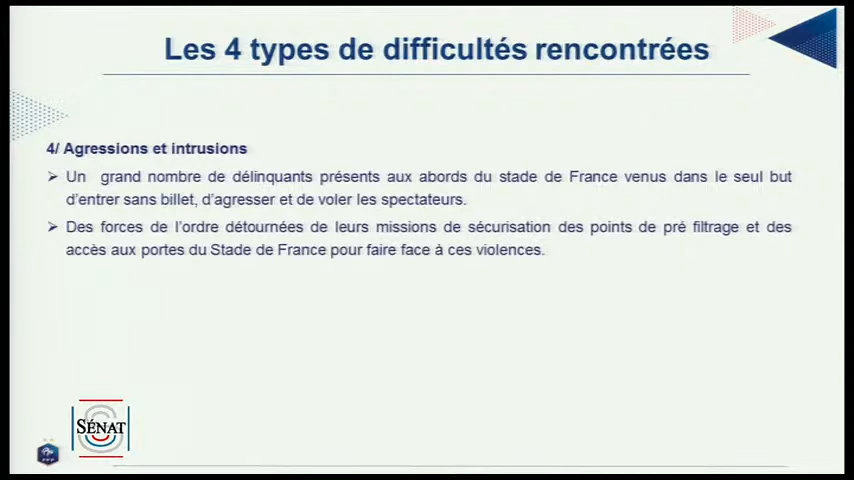 Les 4 types de difficultés rencontrées
4/ Agressions et intrusions
➢ Un grand nombre de délinquants présents aux abords du stade de France venus dans le seul but
d’entrer sans billet, d’agresser et de voler les spectateurs.
➢ Des forces de l’ordre détournées de leurs missions de sécurisation des points de pré filtrage et des
accès aux portes du Stade de France pour faire face à ces violences.
SÉNAT
FFF